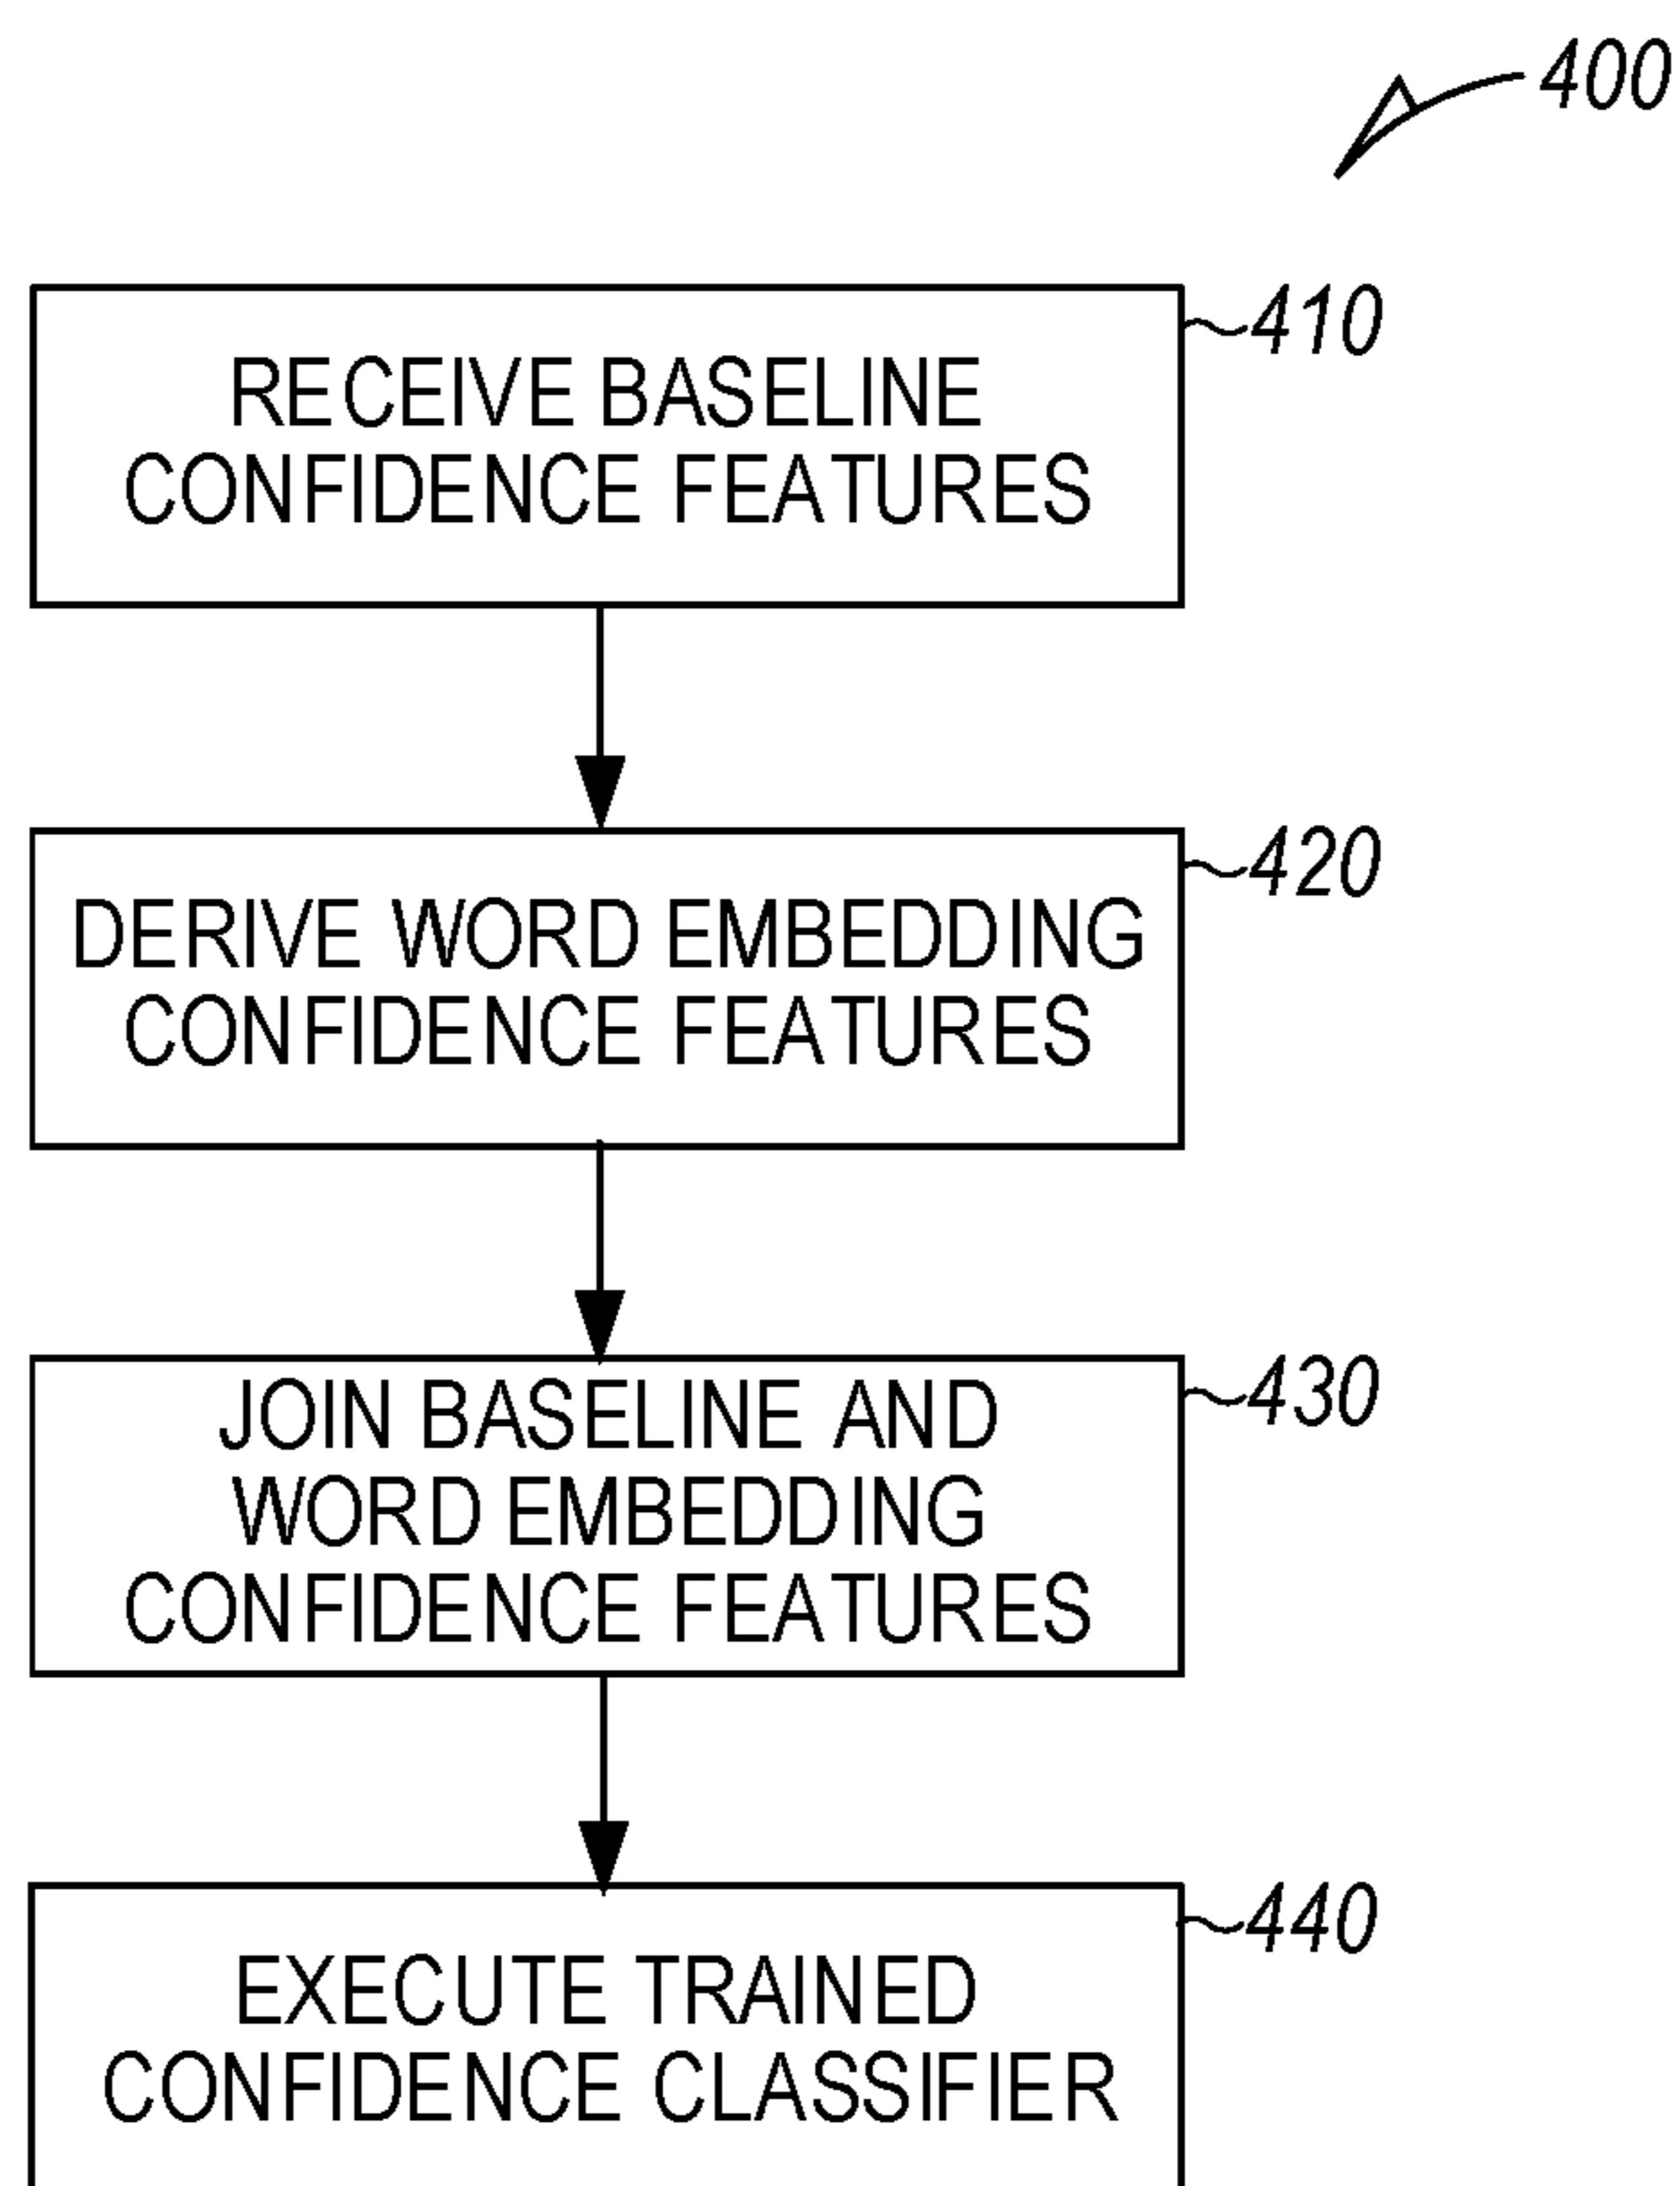 400
410
RECEIVE BASELINE
CONFIDENCE FEATURES
420
DERIVE WORD EMBEDDING
CONFIDENCE FEATURES
430
JOIN BASELINE AND
WORD EMBEDDING
CONFIDENCE FEATURES
440
EXECUTE TRAINED
CONFIDENCE CLASSIFIER